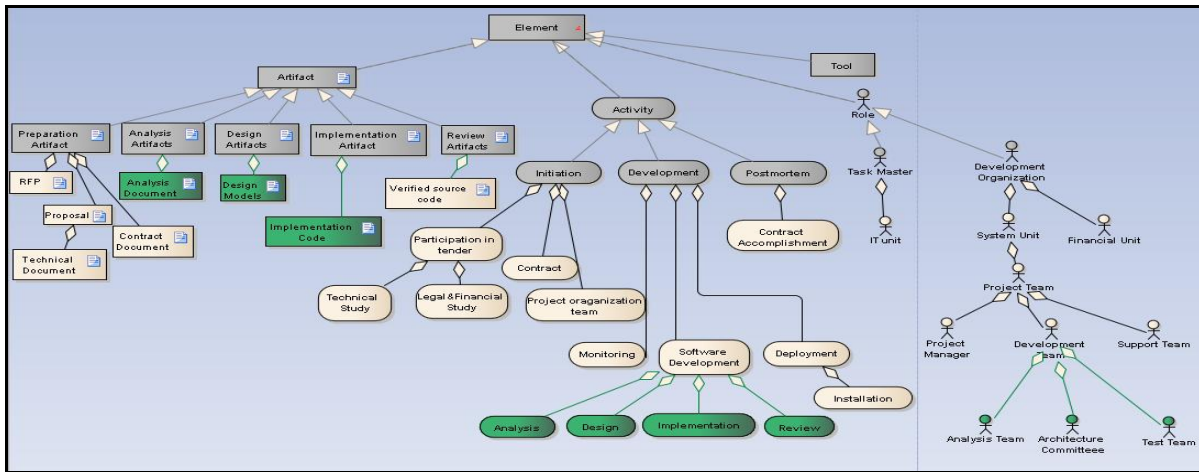 Element
Tool
Artifact
Activity
Role
Preparation
Artifact
Analysis
Artifacts
Design
Artifacts
Implementation
Artifact
Review
Artifacts
Initiation
Development
Postmortem
Task Master
Development
Organization
RFP
Analysis
Document
Design
Models
Verified source
code
Proposal
Contract
Document
Implementation
Code
Technical
Document
Participation in
tender
Contract
Contract
Accomplishment
IT unit
System Unit
Financial Unit
Technical
Study
Legal &Financial
Study
Project oraganization
team
Project Team
Monitoring
Software
Development
Deployment
Installation
Project
Manager
Development
Team
Support Team
Analysis
Design
Implementation
Review
Analysis Team
Architecture
Committeee
Test Team